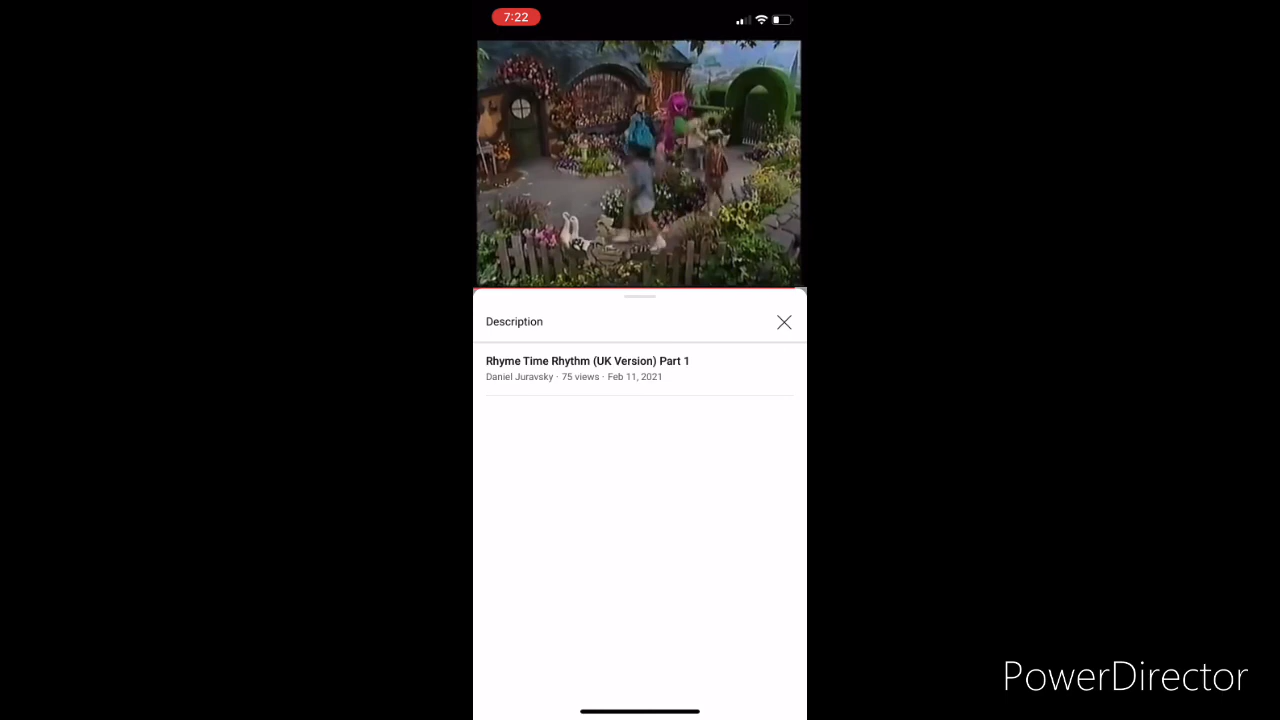 7:22
Description
Rhyme Time Rhythm (UK Version) Part 1
Daniel Juravsky · 75 views · Feb 11, 2021
PowerDirector